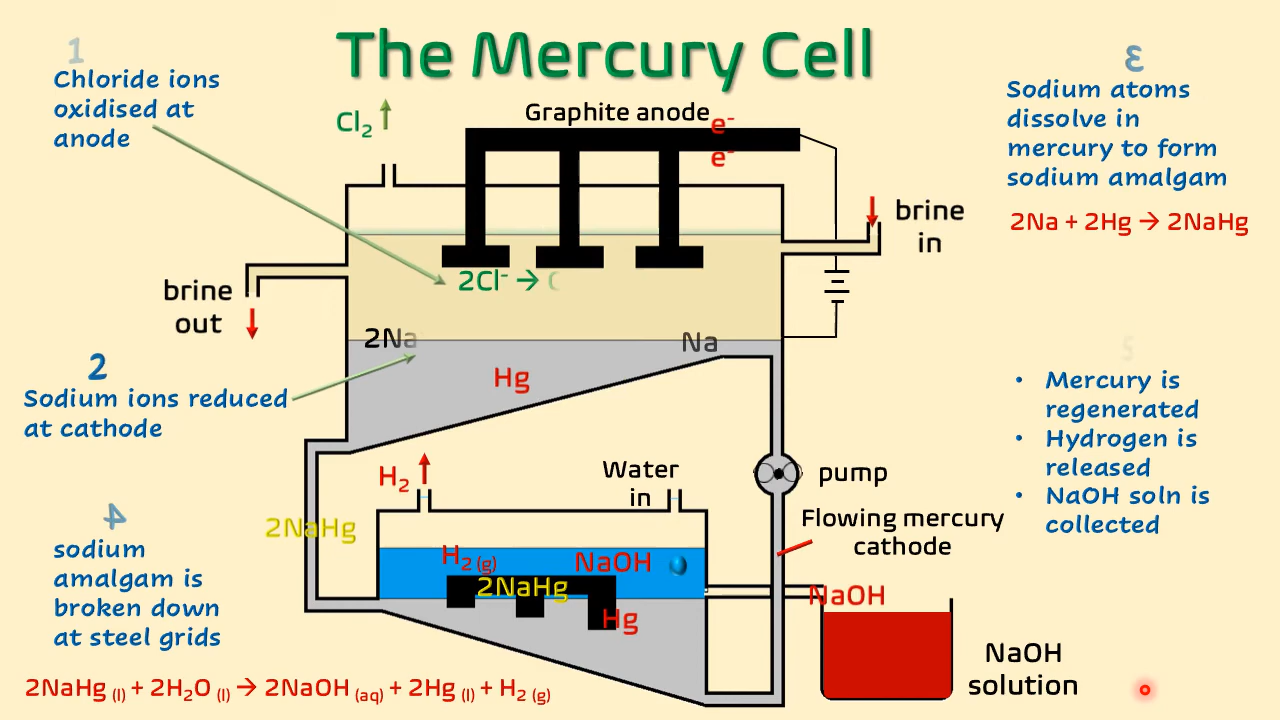 The Mercury Cell
1
Chloride ions
oxidised at
anode
Cl₂
Graphite anode
e⁻
e⁻
3
Sodium atoms
dissolve in
mercury to form
sodium amalgam
2Na + 2Hg → 2NaHg
brine
in
2Cl⁻ → C
brine
out
2Na
Na
2
Sodium ions reduced
at cathode
Hg
5
• Mercury is
regenerated
• Hydrogen is
released
• NaOH soln is
collected
H₂
Water
in
pump
Flowing mercury
cathode
4
sodium
amalgam is
broken down
at steel grids
2NaHg
H₂ (g)
NaOH
2NaHg
Hg
NaOH
NaOH
solution
2NaHg (l) + 2H₂O (l) → 2NaOH (aq) + 2Hg (l) + H₂ (g)